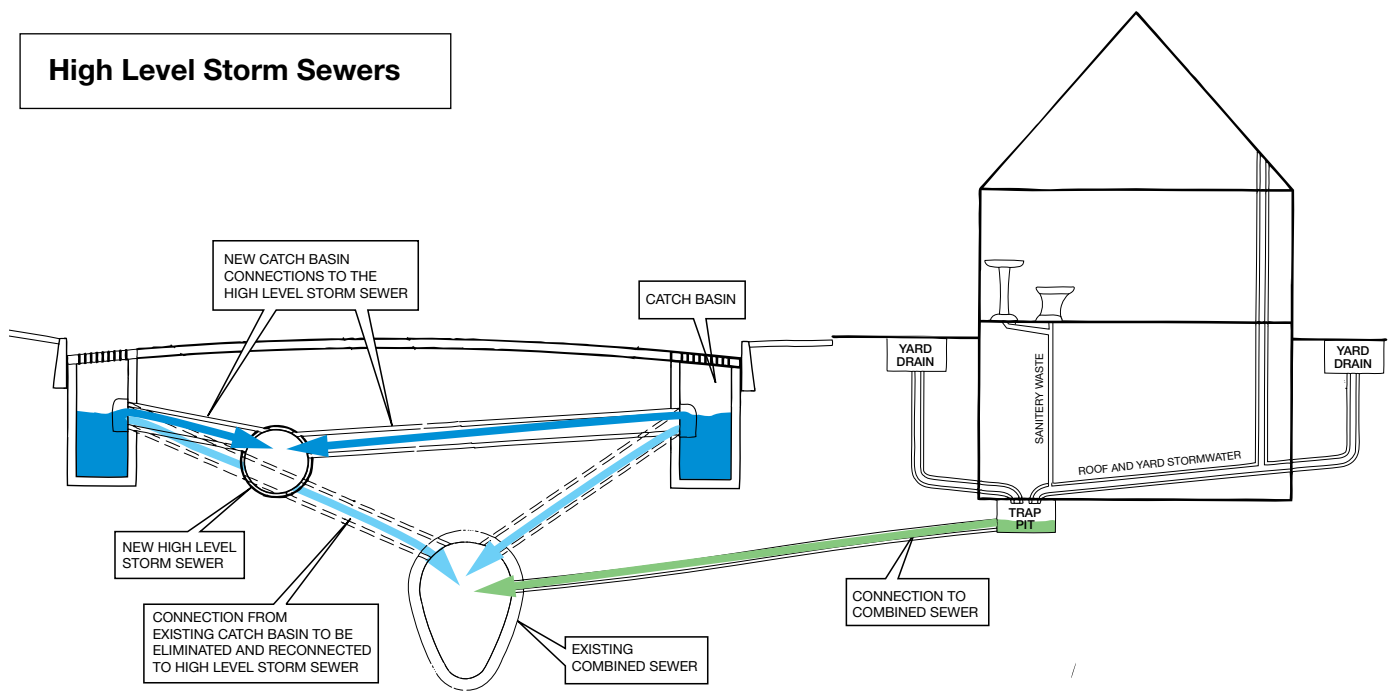 High Level Storm Sewers
NEW CATCH BASIN
CONNECTIONS TO THE
HIGH LEVEL STORM SEWER
CATCH BASIN
YARD
DRAIN
SANITERY WASTE
YARD
DRAIN
ROOF AND YARD STORMWATER
TRAP
PIT
NEW HIGH LEVEL
STORM SEWER
CONNECTION TO
COMBINED SEWER
CONNECTION FROM
EXISTING CATCH BASIN TO BE
ELIMINATED AND RECONNECTED
TO HIGH LEVEL STORM SEWER
EXISTING
COMBINED SEWER